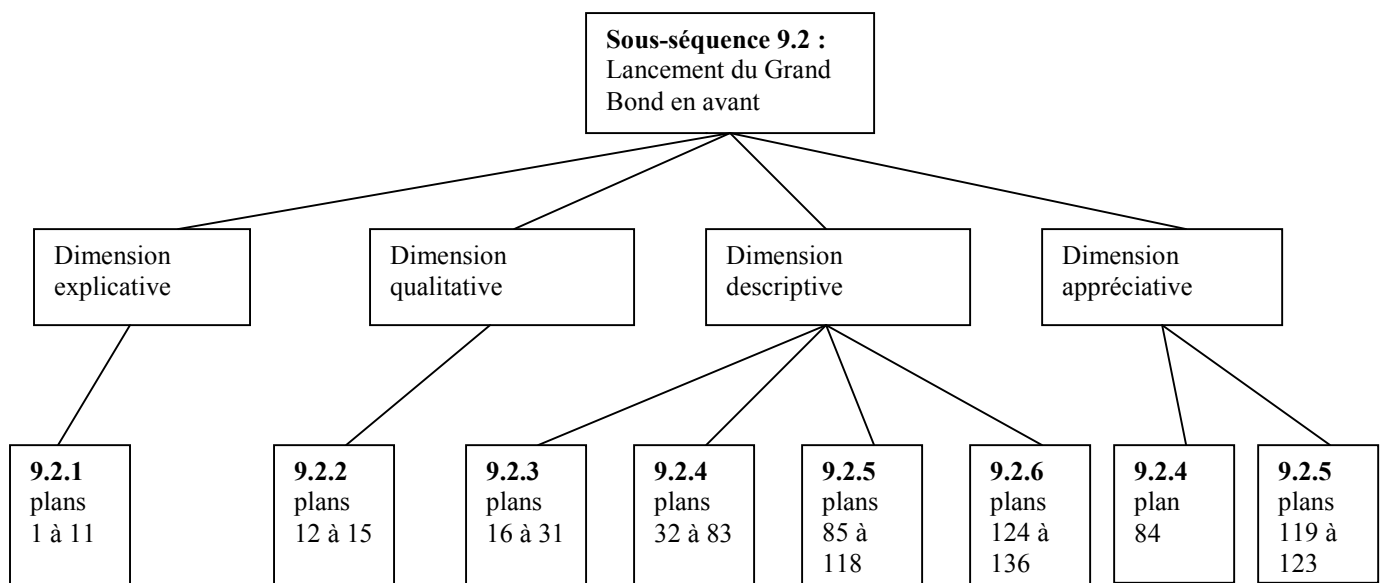 Sous-séquence 9.2 :
Lancement du Grand
Bond en avant
Dimension
explicative
Dimension
qualitative
Dimension
descriptive
Dimension
appréciative
9.2.1
plans
1 à 11
9.2.2
plans
12 à 15
9.2.3
plans
16 à 31
9.2.4
plans
32 à 83
9.2.5
plans
85 à
118
9.2.6
plans
124 à
136
9.2.4
plan
84
9.2.5
plans
119 à
123